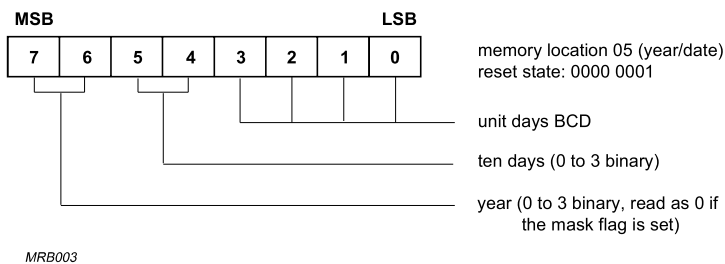 MSB LSB
7 6 5 4 3 2 1 0
memory location 05 (year/date)
reset state: 0000 0001
unit days BCD
ten days (0 to 3 binary)
year (0 to 3 binary, read as 0 if
the mask flag is set)
MRB003